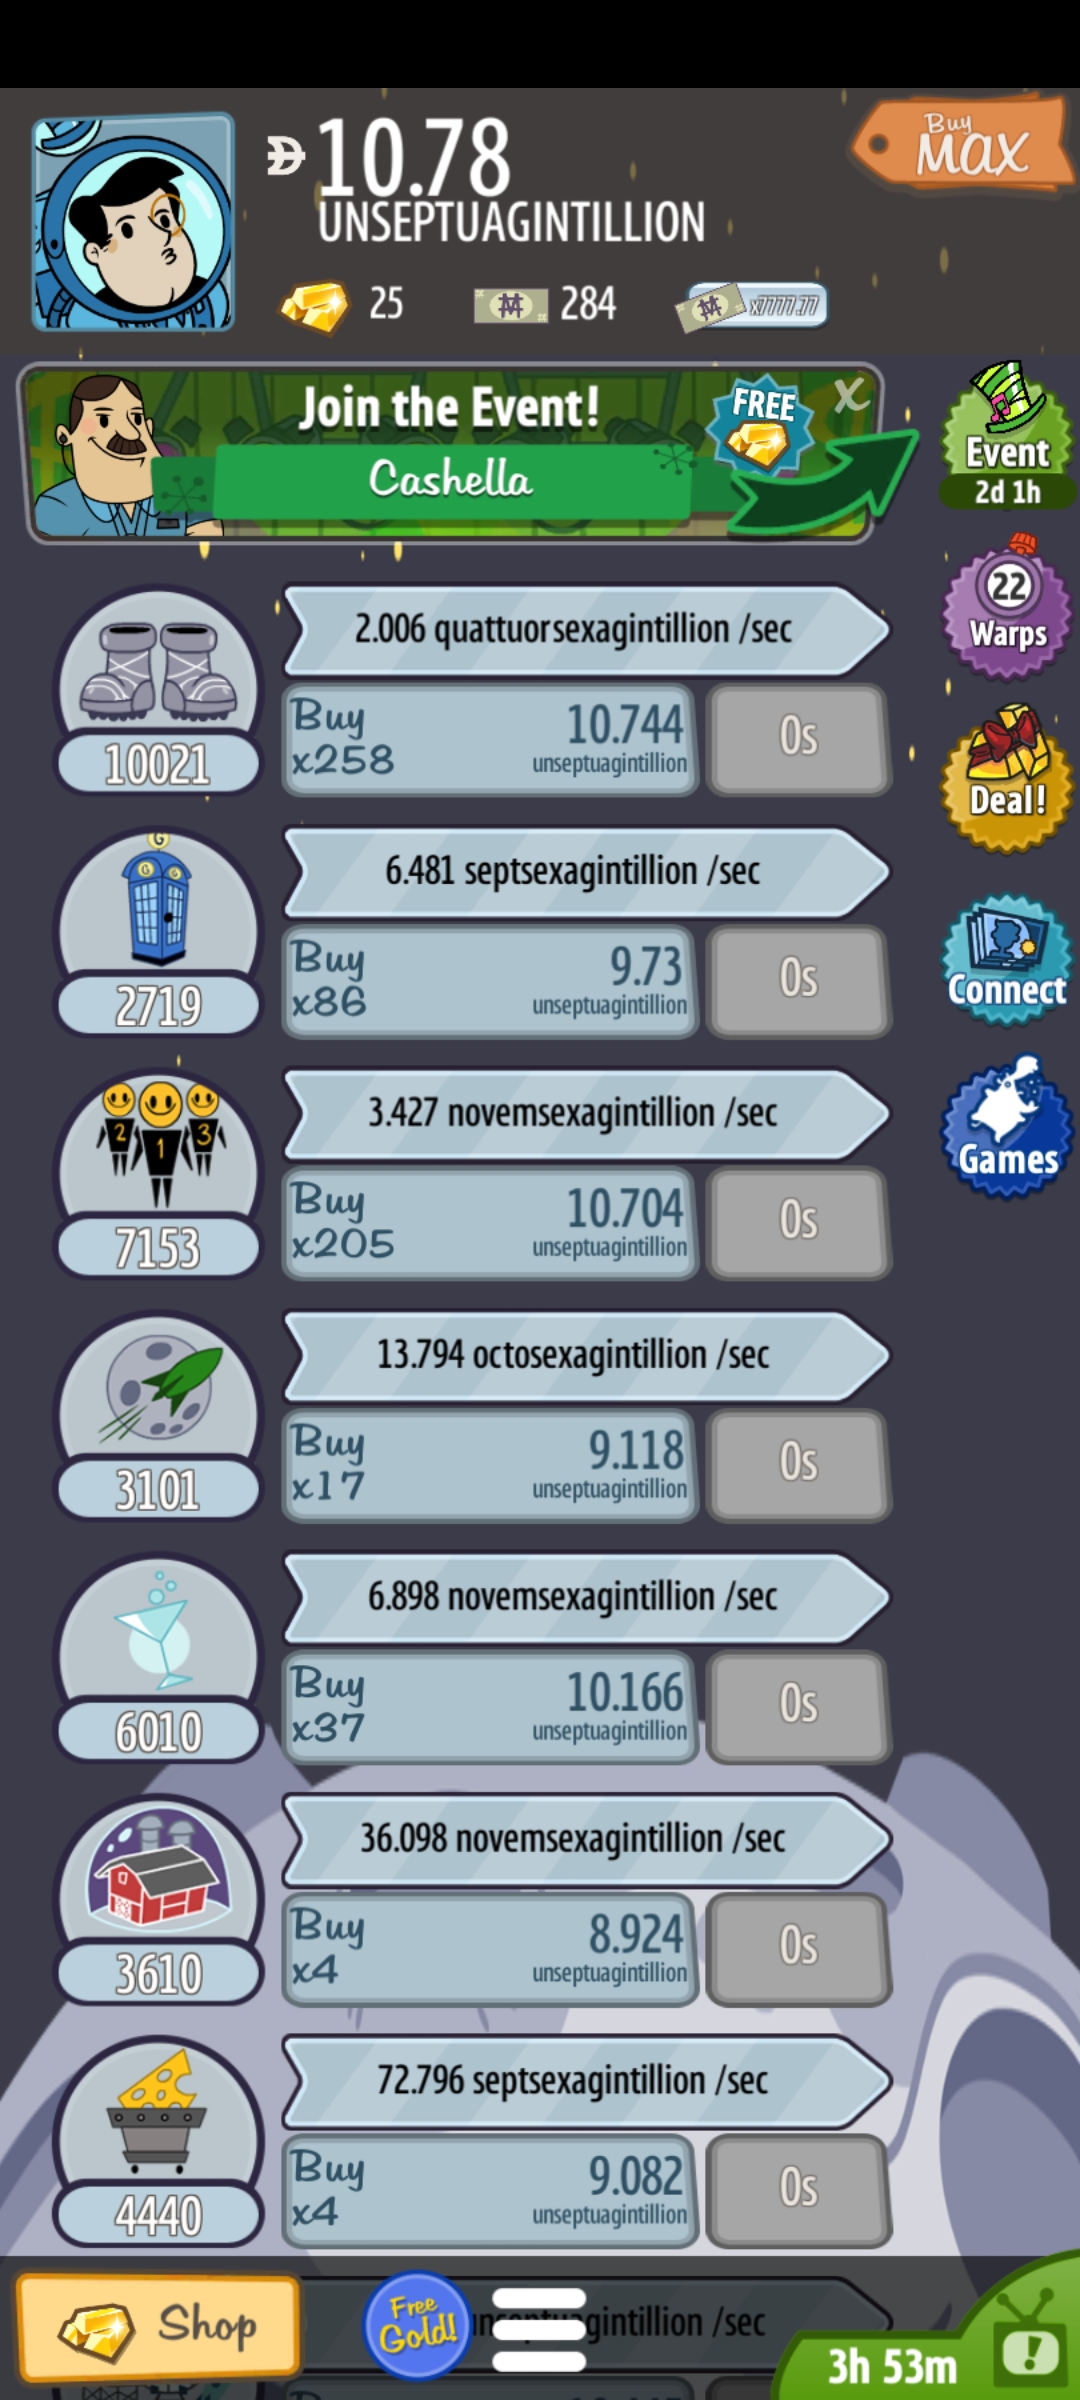 Buy
MAX
10.78
UNSEPTUAGINTILLION
25
284
x7777.77
Join the Event!
FREE
X
Cashella
Event
2d 1h
2.006 quattuorsexagintillion /sec
10021
Buy
x258
10.744
unseptuagintillion
0s
22
Warps
Deal!
G
G G
6.481 septsexagintillion /sec
2719
Buy
x86
9.73
unseptuagintillion
0s
Connect
2 1 3
3.427 novemsexagintillion /sec
7153
Buy
x205
10.704
unseptuagintillion
0s
Games
13.794 octosexagintillion /sec
3101
Buy
x17
9.118
unseptuagintillion
0s
6.898 novemsexagintillion /sec
6010
Buy
x37
10.166
unseptuagintillion
0s
36.098 novemsexagintillion /sec
3610
Buy
x4
8.924
unseptuagintillion
0s
72.796 septsexagintillion /sec
4440
Buy
x4
9.082
unseptuagintillion
0s
Shop
Free
Gold!
/sec
3h 53m
!